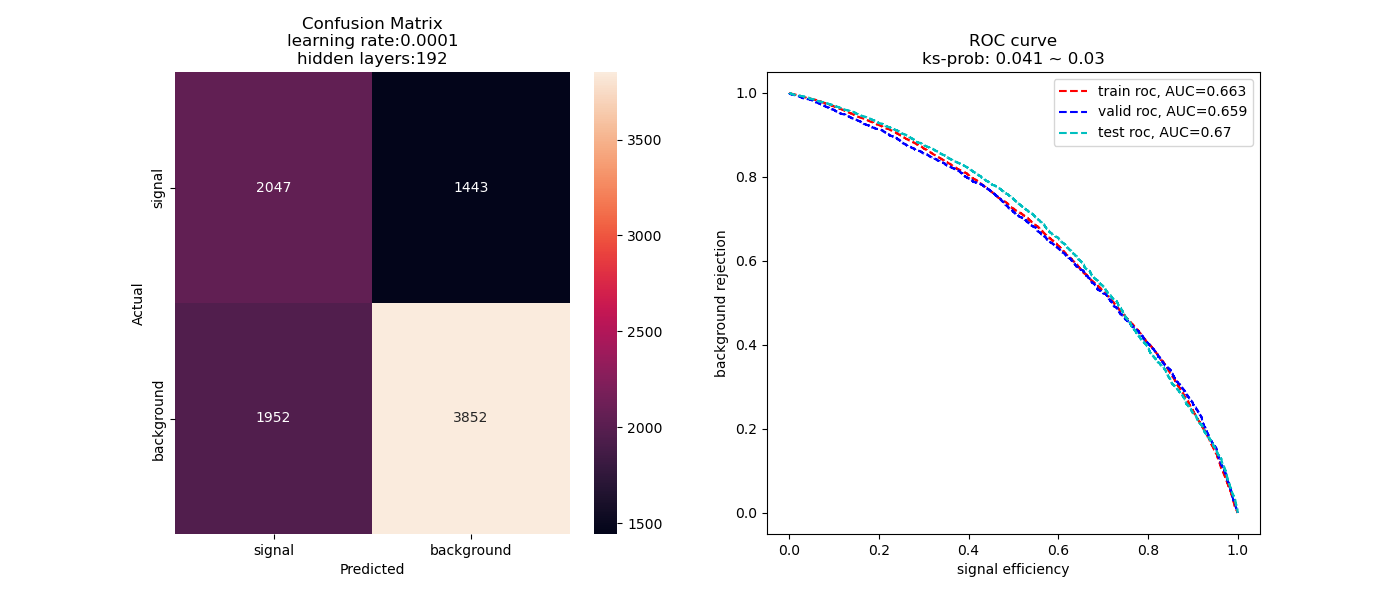 Confusion Matrix
learning rate:0.0001
hidden layers:192
signal
background
Actual
2047
1443
1952
3852
signal
background
Predicted
3500
3000
2500
2000
1500
ROC curve
ks-prob: 0.041 ~ 0.03
train roc, AUC=0.663
valid roc, AUC=0.659
test roc, AUC=0.67
background rejection
1.0
0.8
0.6
0.4
0.2
0.0
0.0
0.2
0.4
0.6
0.8
1.0
signal efficiency